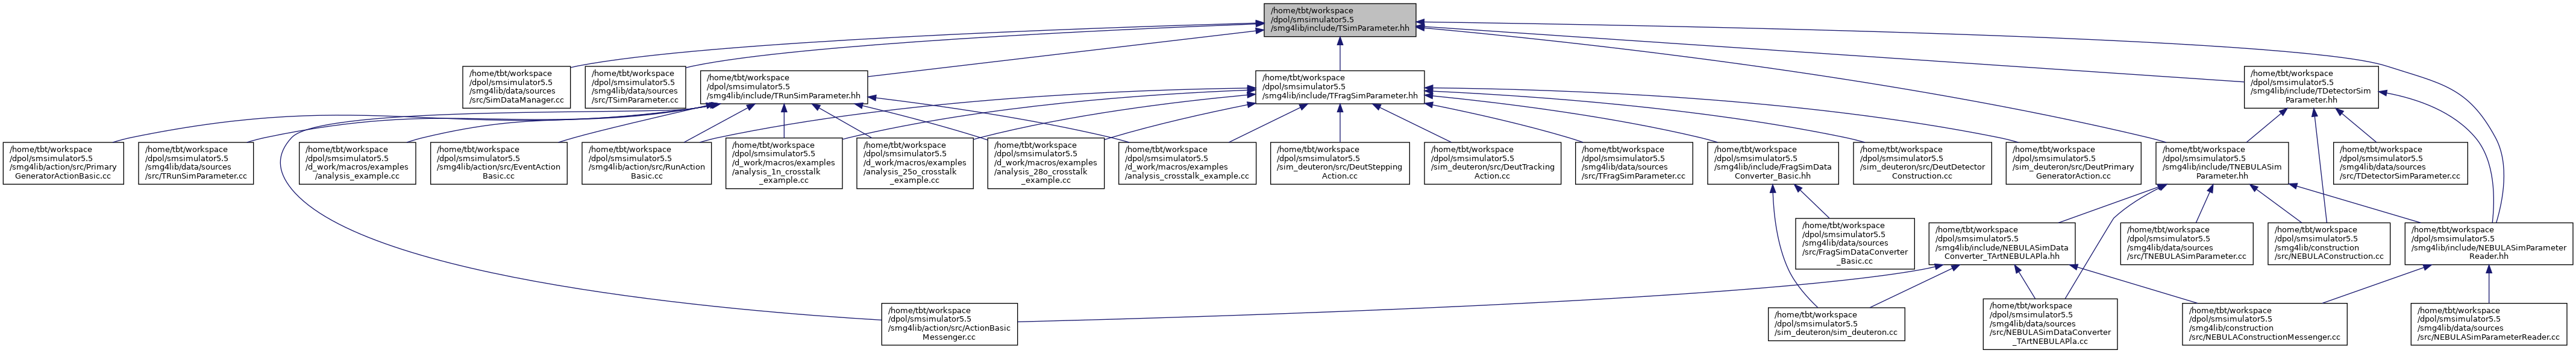 /home/tbt/workspace
/dpol/smsimulator5.5
/smg4lib/include/TSimParameter.hh
/home/tbt/workspace
/dpol/smsimulator5.5
/smg4lib/data/sources
/src/SimDataManager.cc
/home/tbt/workspace
/dpol/smsimulator5.5
/smg4lib/data/sources
/src/TSimParameter.cc
/home/tbt/workspace
/dpol/smsimulator5.5
/smg4lib/include/TRunSimParameter.hh
/home/tbt/workspace
/dpol/smsimulator5.5
/smg4lib/include/TFragSimParameter.hh
/home/tbt/workspace
/dpol/smsimulator5.5
/smg4lib/include/TDetectorSim
Parameter.hh
/home/tbt/workspace
/dpol/smsimulator5.5
/smg4lib/action/src/Primary
GeneratorActionBasic.cc
/home/tbt/workspace
/dpol/smsimulator5.5
/smg4lib/data/sources
/src/TRunSimParameter.cc
/home/tbt/workspace
/dpol/smsimulator5.5
/d_work/macros/examples
/analysis_example.cc
/home/tbt/workspace
/dpol/smsimulator5.5
/smg4lib/action/src/EventAction
Basic.cc
/home/tbt/workspace
/dpol/smsimulator5.5
/smg4lib/action/src/RunAction
Basic.cc
/home/tbt/workspace
/dpol/smsimulator5.5
/d_work/macros/examples
/analysis_1n_crosstalk
_example.cc
/home/tbt/workspace
/dpol/smsimulator5.5
/d_work/macros/examples
/analysis_25o_crosstalk
_example.cc
/home/tbt/workspace
/dpol/smsimulator5.5
/d_work/macros/examples
/analysis_28o_crosstalk
_example.cc
/home/tbt/workspace
/dpol/smsimulator5.5
/d_work/macros/examples
/analysis_crosstalk_example.cc
/home/tbt/workspace
/dpol/smsimulator5.5
/sim_deuteron/src/DeutStepping
Action.cc
/home/tbt/workspace
/dpol/smsimulator5.5
/sim_deuteron/src/DeutTracking
Action.cc
/home/tbt/workspace
/dpol/smsimulator5.5
/smg4lib/data/sources
/src/TFragSimParameter.cc
/home/tbt/workspace
/dpol/smsimulator5.5
/smg4lib/include/FragSimData
Converter_Basic.hh
/home/tbt/workspace
/dpol/smsimulator5.5
/sim_deuteron/src/DeutDetector
Construction.cc
/home/tbt/workspace
/dpol/smsimulator5.5
/sim_deuteron/src/DeutPrimary
GeneratorAction.cc
/home/tbt/workspace
/dpol/smsimulator5.5
/smg4lib/include/TNEBULASim
Parameter.hh
/home/tbt/workspace
/dpol/smsimulator5.5
/smg4lib/data/sources
/src/TDetectorSimParameter.cc
/home/tbt/workspace
/dpol/smsimulator5.5
/smg4lib/data/sources
/src/FragSimDataConverter
_Basic.cc
/home/tbt/workspace
/dpol/smsimulator5.5
/smg4lib/include/NEBULASimData
Converter_TArtNEBULAPla.hh
/home/tbt/workspace
/dpol/smsimulator5.5
/smg4lib/data/sources
/src/TNEBULASimParameter.cc
/home/tbt/workspace
/dpol/smsimulator5.5
/smg4lib/construction
/src/NEBULAConstruction.cc
/home/tbt/workspace
/dpol/smsimulator5.5
/smg4lib/include/NEBULASimParameter
Reader.hh
/home/tbt/workspace
/dpol/smsimulator5.5
/smg4lib/action/src/ActionBasic
Messenger.cc
/home/tbt/workspace
/dpol/smsimulator5.5
/sim_deuteron/sim_deuteron.cc
/home/tbt/workspace
/dpol/smsimulator5.5
/smg4lib/data/sources
/src/NEBULASimDataConverter
_TArtNEBULAPla.cc
/home/tbt/workspace
/dpol/smsimulator5.5
/smg4lib/construction
/src/NEBULAConstructionMessenger.cc
/home/tbt/workspace
/dpol/smsimulator5.5
/smg4lib/data/sources
/src/NEBULASimParameterReader.cc